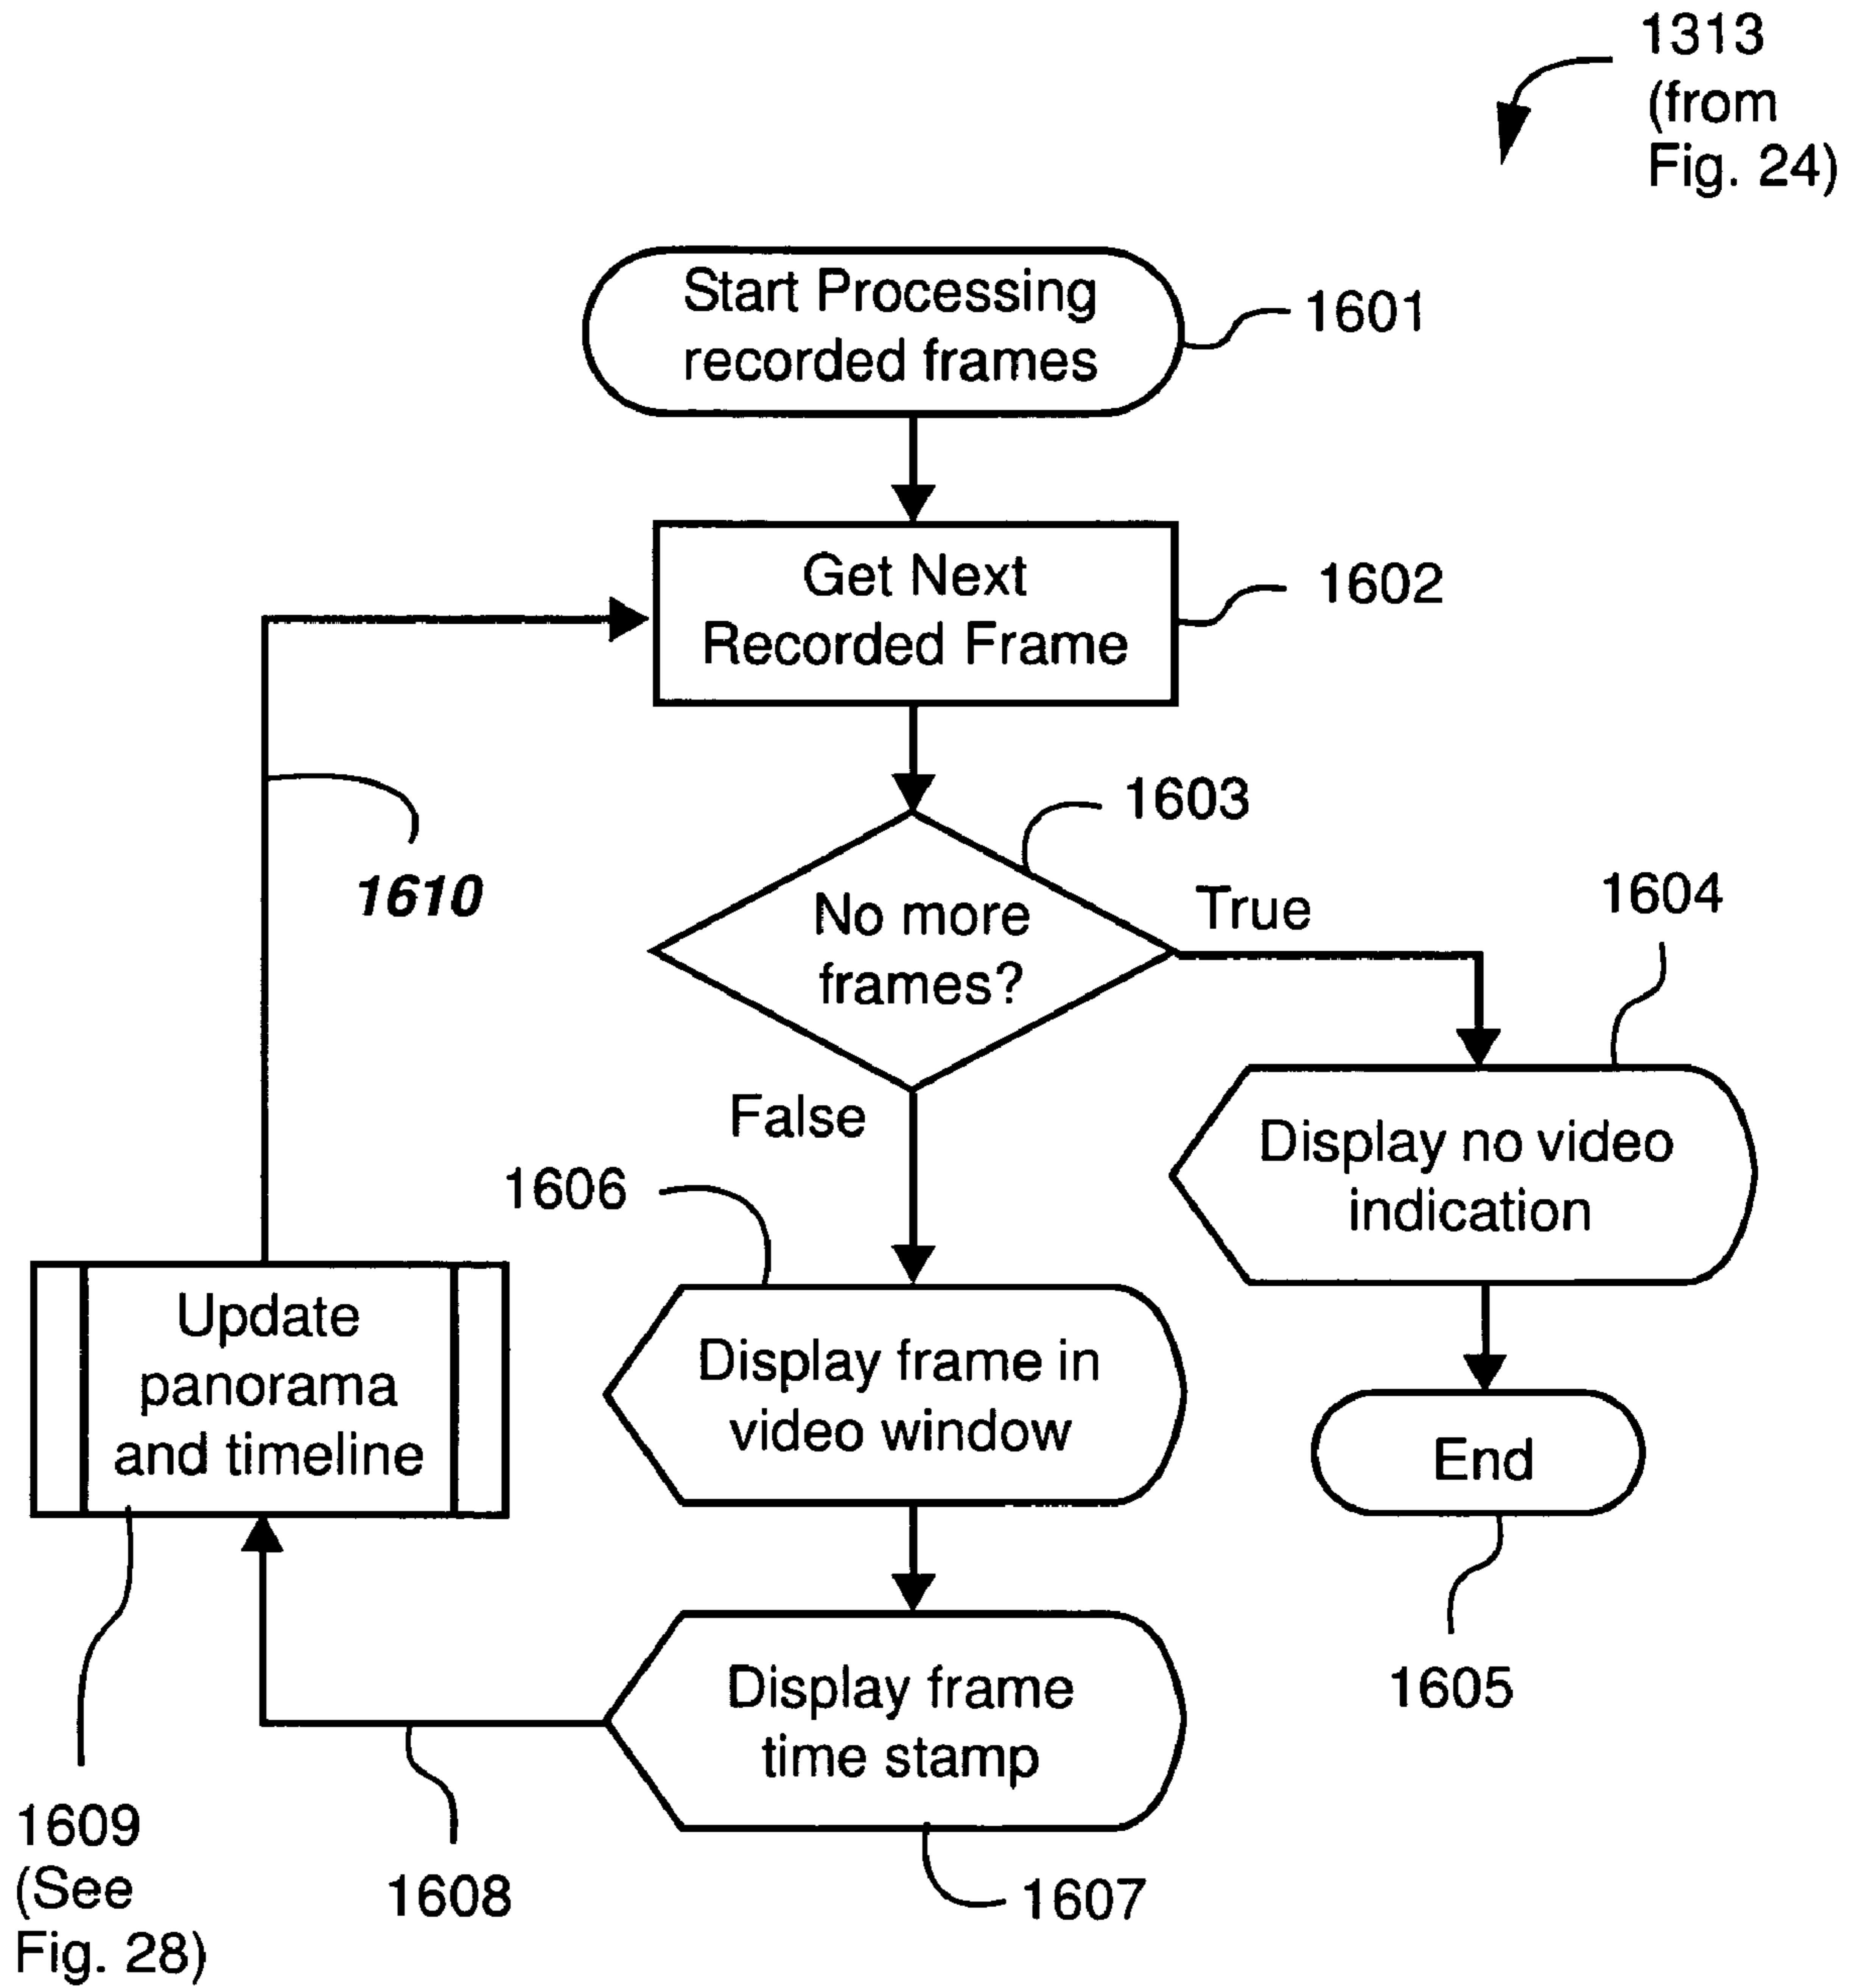 1313
(from
Fig. 24)
Start Processing
recorded frames
1601
Get Next
Recorded Frame
1602
1603
No more
frames?
True
1604
1610
False
Display no video
indication
1606
Update
panorama
and timeline
Display frame in
video window
End
Display frame
time stamp
1605
1609
(See
Fig. 28)
1608
1607